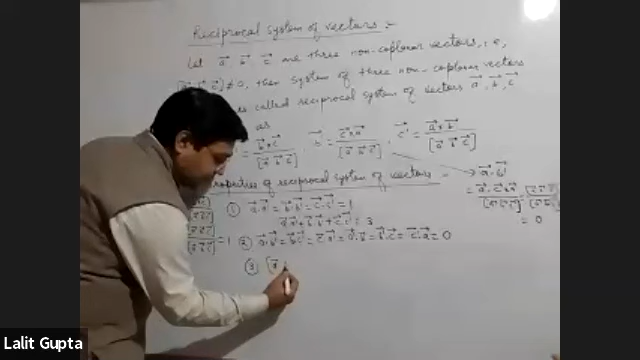 Reciprocal System of vectors :-
Let a⃗ b⃗ c⃗ are three non-coplanar vectors, i.e,
[a⃗ b⃗ c⃗] ≠ 0, then system of three non-coplanar vectors
is called reciprocal system of vectors a⃗, b⃗, c⃗
as
= b⃗×c⃗/[a⃗ b⃗ c⃗], b⃗' = c⃗×a⃗/[a⃗ b⃗ c⃗], c⃗' = a⃗×b⃗/[a⃗ b⃗ c⃗]
properties of reciprocal system of vectors
→ a⃗·b⃗'
= 0
① a⃗·a⃗' = b⃗·b⃗' = c⃗·c⃗' = 1
a⃗·a⃗' + b⃗·b⃗' + c⃗·c⃗' = 3
= 1
② a⃗·b⃗' = b⃗·c⃗' = c⃗·a⃗' = = 0
③ [a⃗
Lalit Gupta